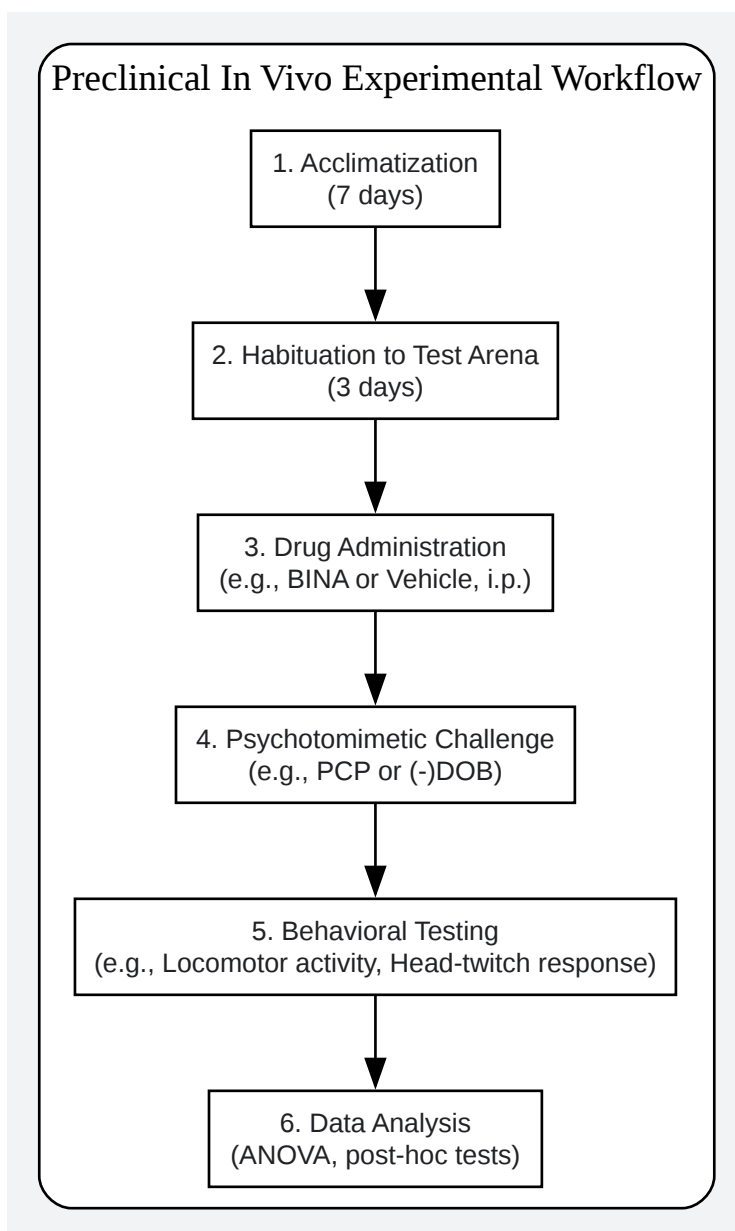 Preclinical In Vivo Experimental Workflow
1. Acclimatization
(7 days)
2. Habituation to Test Arena
(3 days)
3. Drug Administration
(e.g., BINA or Vehicle, i.p.)
4. Psychotomimetic Challenge
(e.g., PCP or (-)DOB)
5. Behavioral Testing
(e.g., Locomotor activity, Head-twitch response)
6. Data Analysis
(ANOVA, post-hoc tests)